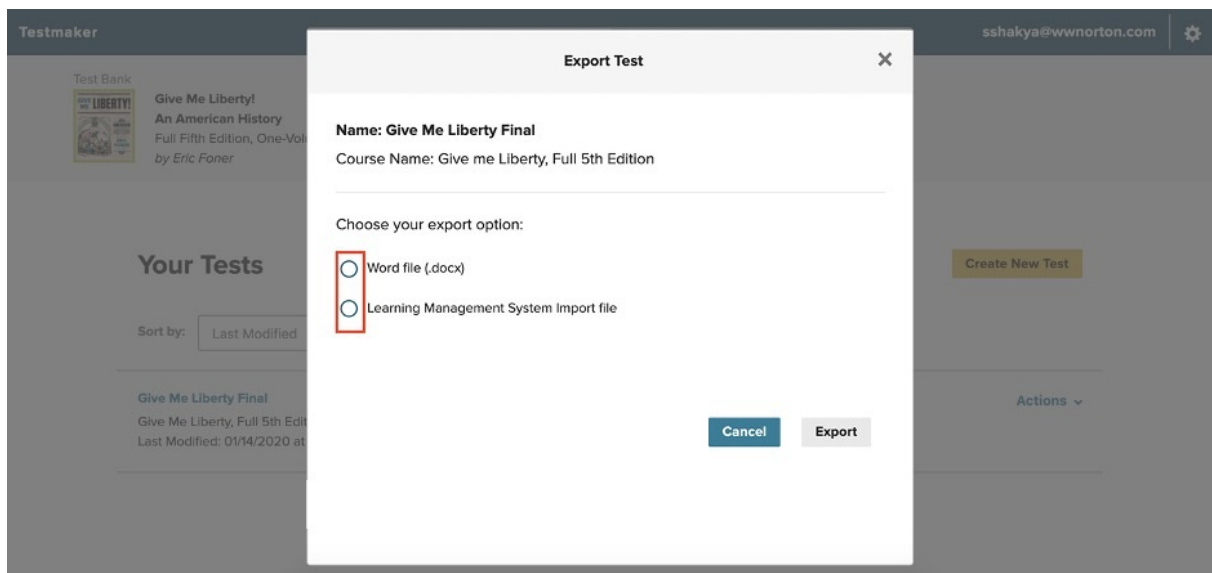 Testmaker
sshakya@wwnorton.com
Export Test
Test Bank
LIBERTY!
Give Me Liberty!
An American History
Full Fifth Edition, One-Vol
by Eric Foner
Name: Give Me Liberty Final
Course Name: Give me Liberty, Full 5th Edition
Choose your export option:
Word file (.docx)
Learning Management System Import file
Your Tests
Create New Test
Sort by:
Last Modified
Give Me Liberty Final
Give Me Liberty, Full 5th Edit
Last Modified: 01/14/2020 at
Actions
Cancel
Export